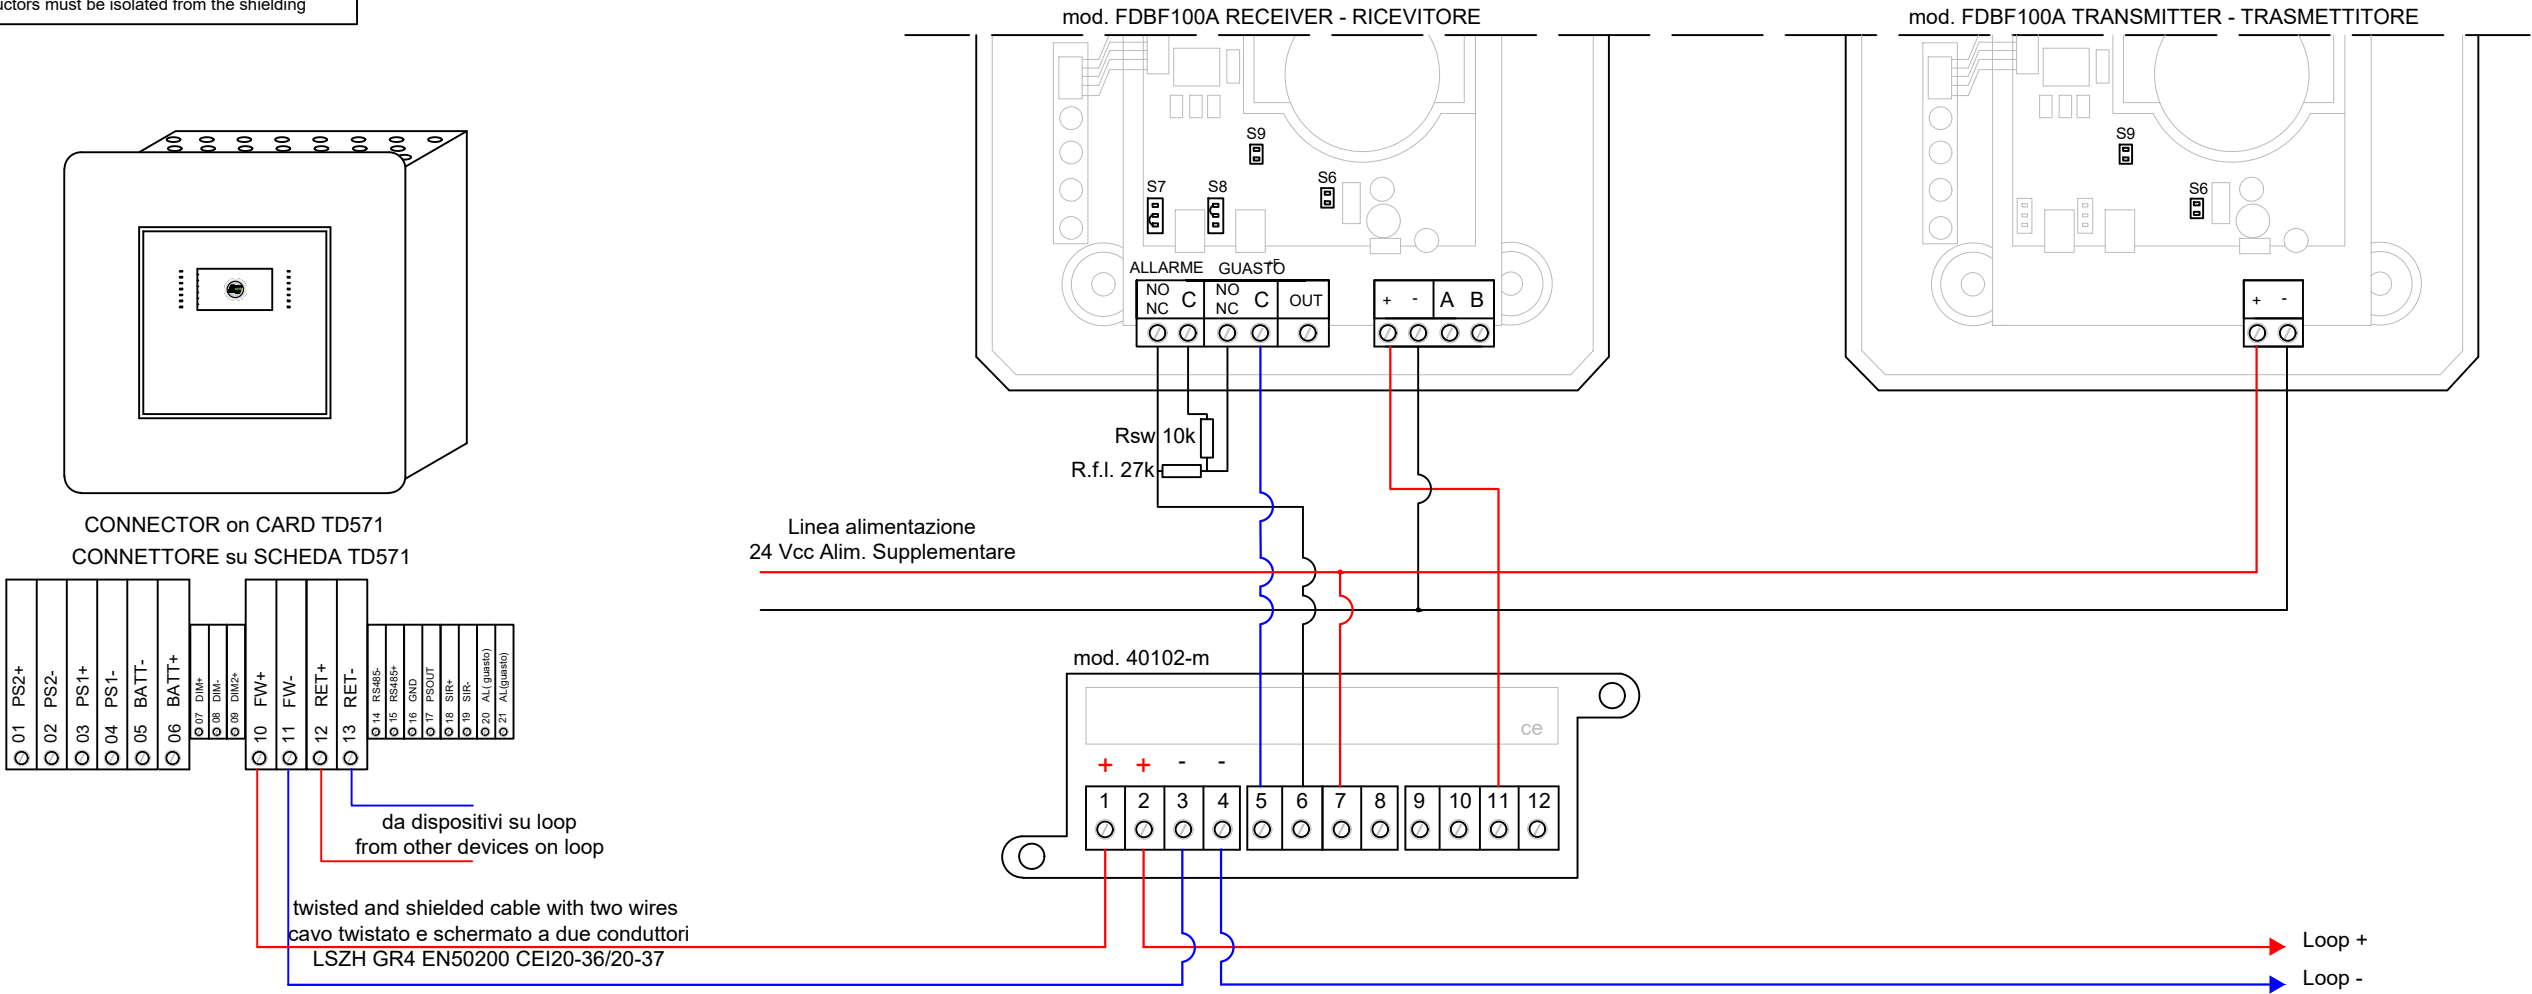 uctors must be isolated from the shielding
mod. FDBF100A RECEIVER - RICEVITORE
mod. FDBF100A TRANSMITTER - TRASMETTITORE
S9
S7
S8
S6
S9
S6
ALLARME
GUASTO
NO
NC
C
NO
NC
C
OUT
+
-
A
B
+
-
Rsw 10k
R.f.l. 27k
CONNECTOR on CARD TD571
CONNETTORE su SCHEDA TD571
Linea alimentazione
24 Vcc Alim. Supplementare
01 PS2+
02 PS2-
03 PS1+
04 PS1-
05 BATT-
06 BATT+
07 DIM+
08 DIM-
09 DIM2+
10 FW+
11 FW-
12 RET+
13 RET-
14 RS485-
15 RS485+
16 GND
17 PSOUT
18 SIR+
19 SIR-
20 AL( guasto)
21 AL(guasto)
mod. 40102-m
ce
+ + - -
1 2 3 4 5 6 7 8 9 10 11 12
da dispositivi su loop
from other devices on loop
twisted and shielded cable with two wires
cavo twistato e schermato a due conduttori
LSZH GR4 EN50200 CEI20-36/20-37
Loop +
Loop -